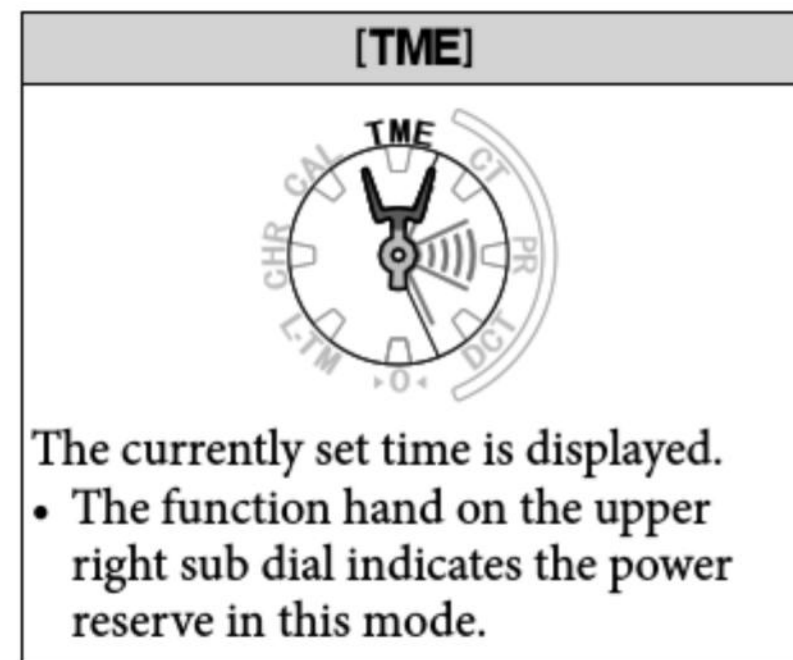 [TME]
TME
CAL
CT
CHR
PR
L-TM
DCT
▸0◂
The currently set time is displayed.
• The function hand on the upper
right sub dial indicates the power
reserve in this mode.